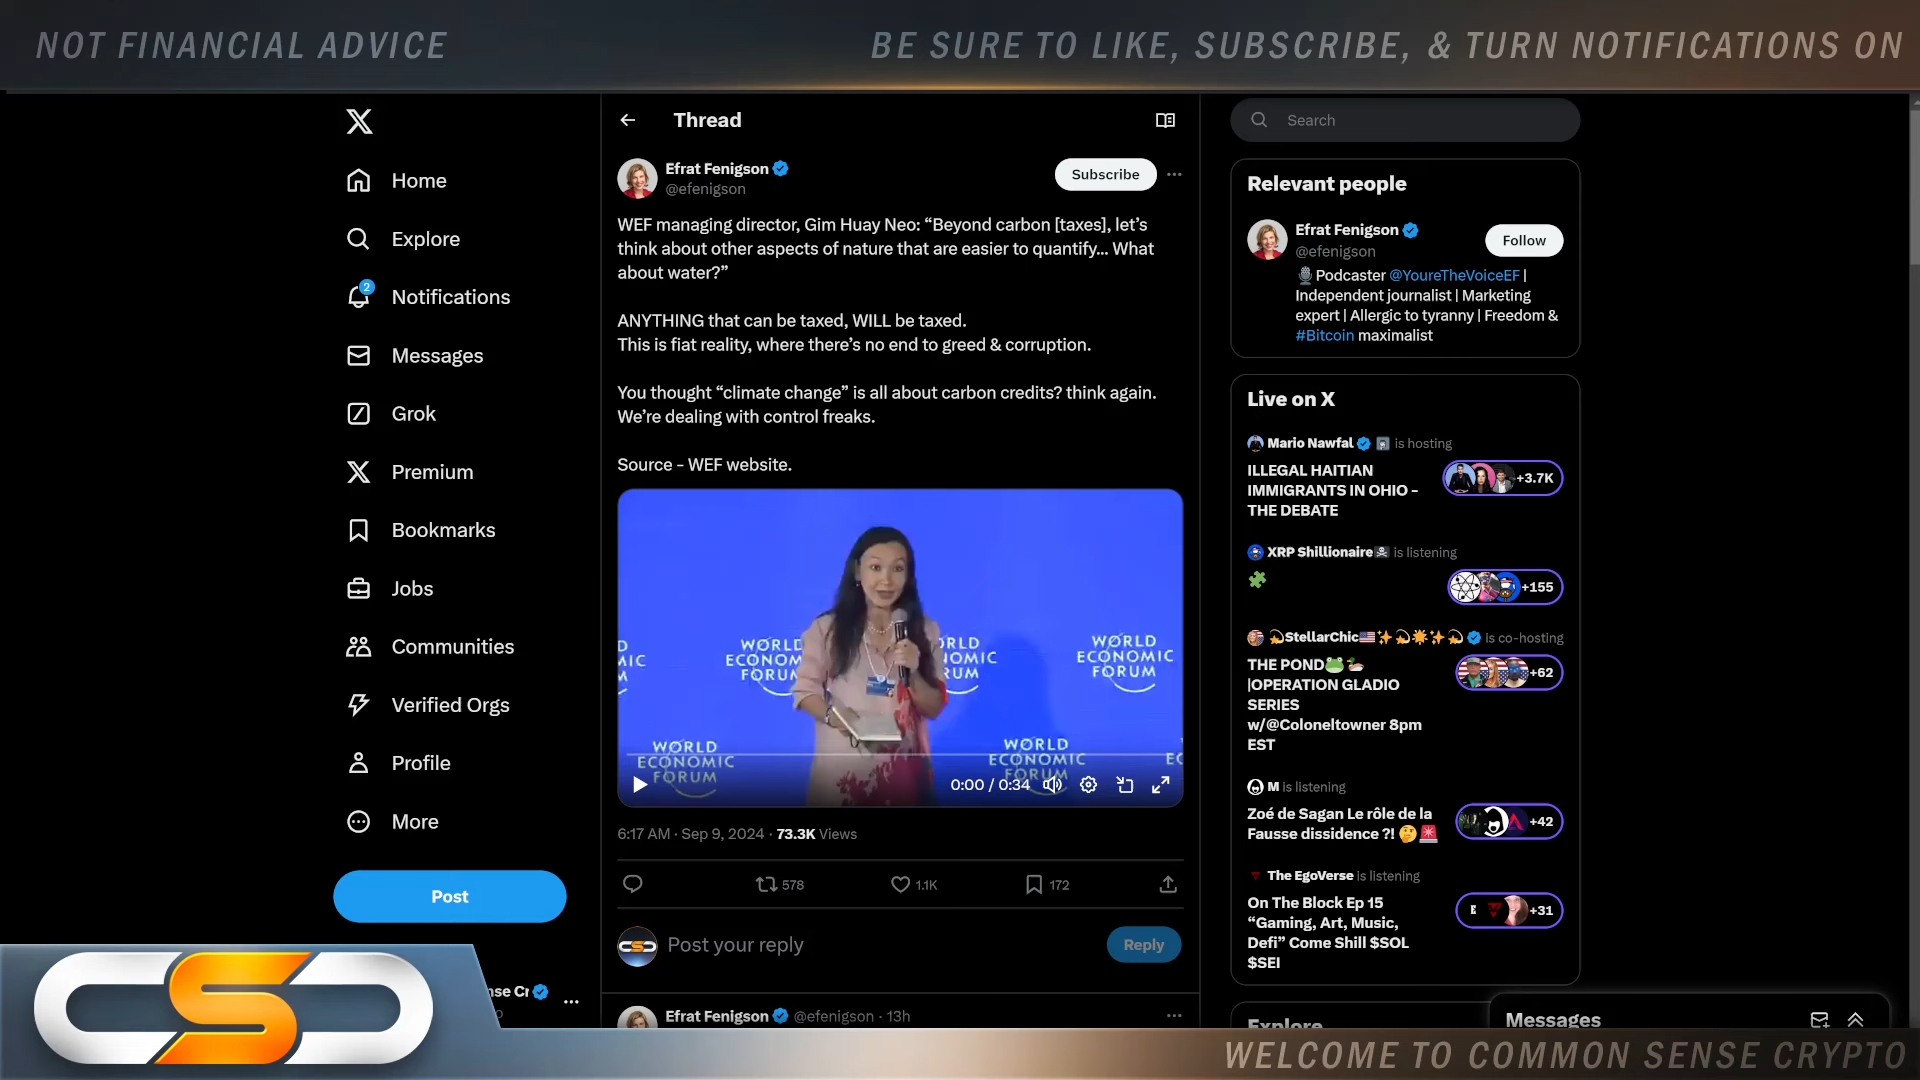 NOT FINANCIAL ADVICE
BE SURE TO LIKE, SUBSCRIBE, & TURN NOTIFICATIONS ON
Home
Explore
2
Notifications
Messages
Grok
Premium
Bookmarks
Jobs
Communities
Verified Orgs
Profile
More
Post
nse Cr
Thread
Efrat Fenigson
@efenigson
Subscribe
WEF managing director, Gim Huay Neo: “Beyond carbon [taxes], let’s
think about other aspects of nature that are easier to quantify... What
about water?”
ANYTHING that can be taxed, WILL be taxed.
This is fiat reality, where there’s no end to greed & corruption.
You thought “climate change” is all about carbon credits? think again.
We’re dealing with control freaks.
Source - WEF website.
WORLD
ECONOMIC
FORUM
WORLD
ECONOMIC
FORUM
WORLD
ECONOMIC
FORUM
0:00 / 0:34
6:17 AM · Sep 9, 2024 · 73.3K Views
578
1.1K
172
Post your reply
Reply
Efrat Fenigson @efenigson · 13h
Search
Relevant people
Efrat Fenigson
@efenigson
Follow
Podcaster @YoureTheVoiceEF |
Independent journalist | Marketing
expert | Allergic to tyranny | Freedom &
#Bitcoin maximalist
Live on X
Mario Nawfal is hosting
ILLEGAL HAITIAN
IMMIGRANTS IN OHIO -
THE DEBATE
+3.7K
XRP Shillionaire is listening
+155
StellarChic is co-hosting
THE POND
|OPERATION GLADIO
SERIES
w/@Coloneltowner 8pm
EST
+62
M is listening
Zoé de Sagan Le rôle de la
Fausse dissidence ?!
+42
The EgoVerse is listening
On The Block Ep 15
“Gaming, Art, Music,
Defi” Come Shill $SOL
$SEI
+31
Explore
Messages
CSC
WELCOME TO COMMON SENSE CRYPTO